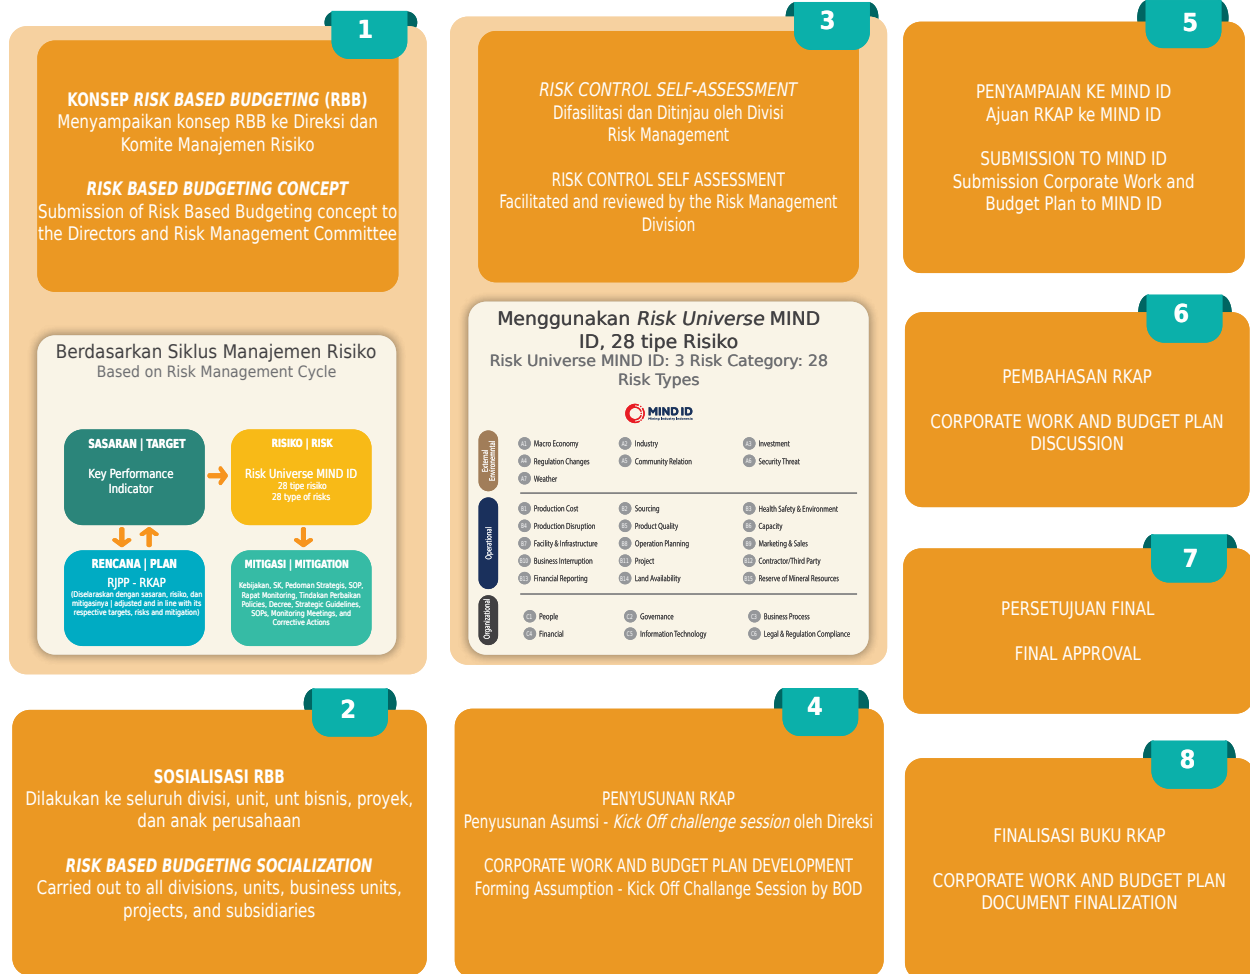 1
KONSEP RISK BASED BUDGETING (RBB)
Menyampaikan konsep RBB ke Direksi dan
Komite Manajemen Risiko
RISK BASED BUDGETING CONCEPT
Submission of Risk Based Budgeting concept to
the Directors and Risk Management Committee
Berdasarkan Siklus Manajemen Risiko
Based on Risk Management Cycle
SASARAN | TARGET
Key Performance
Indicator
RISIKO | RISK
Risk Universe MIND ID
28 tipe risiko
28 type of risks
RENCANA | PLAN
RJPP - RKAP
(Diselaraskan dengan sasaran, risiko, dan
mitigasinya | adjusted and in line with its
respective targets, risks and mitigation)
MITIGASI | MITIGATION
Kebijakan, SK, Pedoman Strategis, SOP,
Rapat Monitoring, Tindakan Perbaikan
Policies, Decree, Strategic Guidelines,
SOPs, Monitoring Meetings, and
Corrective Actions
2
SOSIALISASI RBB
Dilakukan ke seluruh divisi, unit, unt bisnis, proyek,
dan anak perusahaan
RISK BASED BUDGETING SOCIALIZATION
Carried out to all divisions, units, business units,
projects, and subsidiaries
3
RISK CONTROL SELF-ASSESSMENT
Difasilitasi dan Ditinjau oleh Divisi
Risk Management
RISK CONTROL SELF ASSESSMENT
Facilitated and reviewed by the Risk Management
Division
Menggunakan Risk Universe MIND
ID, 28 tipe Risiko
Risk Universe MIND ID: 3 Risk Category: 28
Risk Types
MIND ID
Mining Industry Indonesia
External
Environemntal
A1 Macro Economy
A2 Industry
A3 Investment
A4 Regulation Changes
A5 Community Relation
A6 Security Threat
A7 Weather
Operational
B1 Production Cost
B2 Sourcing
B3 Health Safety & Environment
B4 Production Disruption
B5 Product Quality
B6 Capacity
B7 Facility & Infrastructure
B8 Operation Planning
B9 Marketing & Sales
B10 Business Interruption
B11 Project
B12 Contractor/Third Party
B13 Financial Reporting
B14 Land Availability
B15 Reserve of Mineral Resources
Organizational
C1 People
C2 Governance
C3 Business Process
C4 Financial
C5 Information Technology
C6 Legal & Regulation Compliance
4
PENYUSUNAN RKAP
Penyusunan Asumsi - Kick Off challenge session oleh Direksi
CORPORATE WORK AND BUDGET PLAN DEVELOPMENT
Forming Assumption - Kick Off Challange Session by BOD
5
PENYAMPAIAN KE MIND ID
Ajuan RKAP ke MIND ID
SUBMISSION TO MIND ID
Submission Corporate Work and
Budget Plan to MIND ID
6
PEMBAHASAN RKAP
CORPORATE WORK AND BUDGET PLAN
DISCUSSION
7
PERSETUJUAN FINAL
FINAL APPROVAL
8
FINALISASI BUKU RKAP
CORPORATE WORK AND BUDGET PLAN
DOCUMENT FINALIZATION